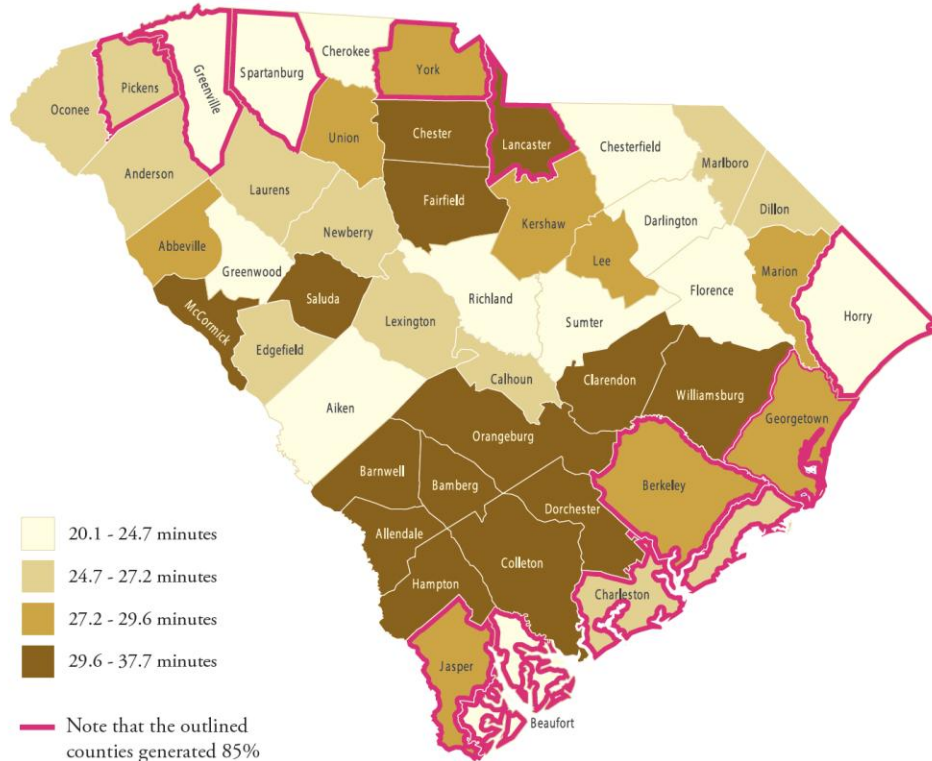 Cherokee
York
Greenville
Spartanburg
Pickens
Oconee
Union
Chester
Lancaster
Chesterfield
Marlboro
Anderson
Laurens
Fairfield
Dillon
Darlington
Kershaw
Newberry
Abbeville
Lee
Marion
Greenwood
Richland
Florence
Saluda
Horry
McCormick
Lexington
Sumter
Edgefield
Calhoun
Clarendon
Williamsburg
Aiken
Georgetown
Orangeburg
Barnwell
Bamberg
Berkeley
Dorchester
Allendale
Colleton
Hampton
Charleston
Jasper
Beaufort
20.1 - 24.7 minutes
24.7 - 27.2 minutes
27.2 - 29.6 minutes
29.6 - 37.7 minutes
Note that the outlined
counties generated 85%